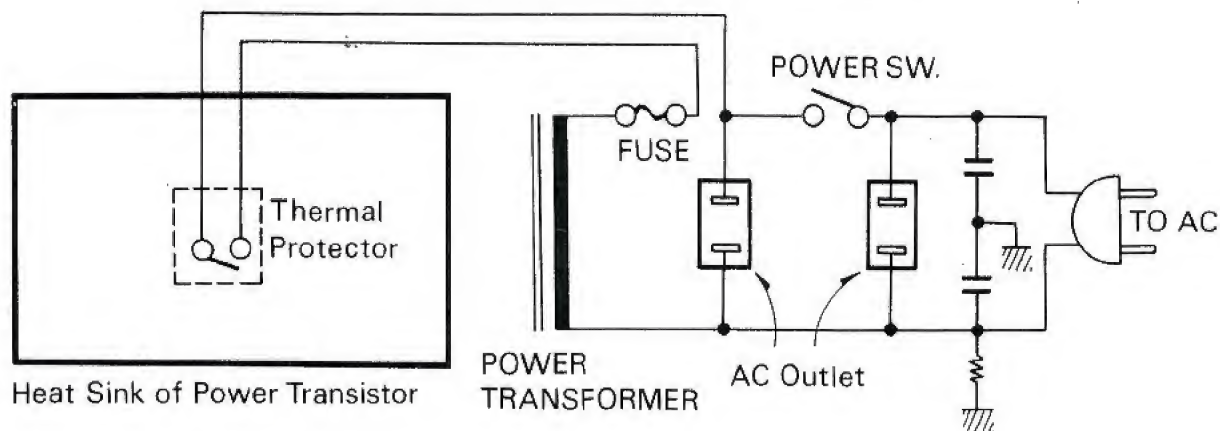 POWER SW.
FUSE
Thermal
Protector
TO AC
POWER
TRANSFORMER
AC Outlet
Heat Sink of Power Transistor